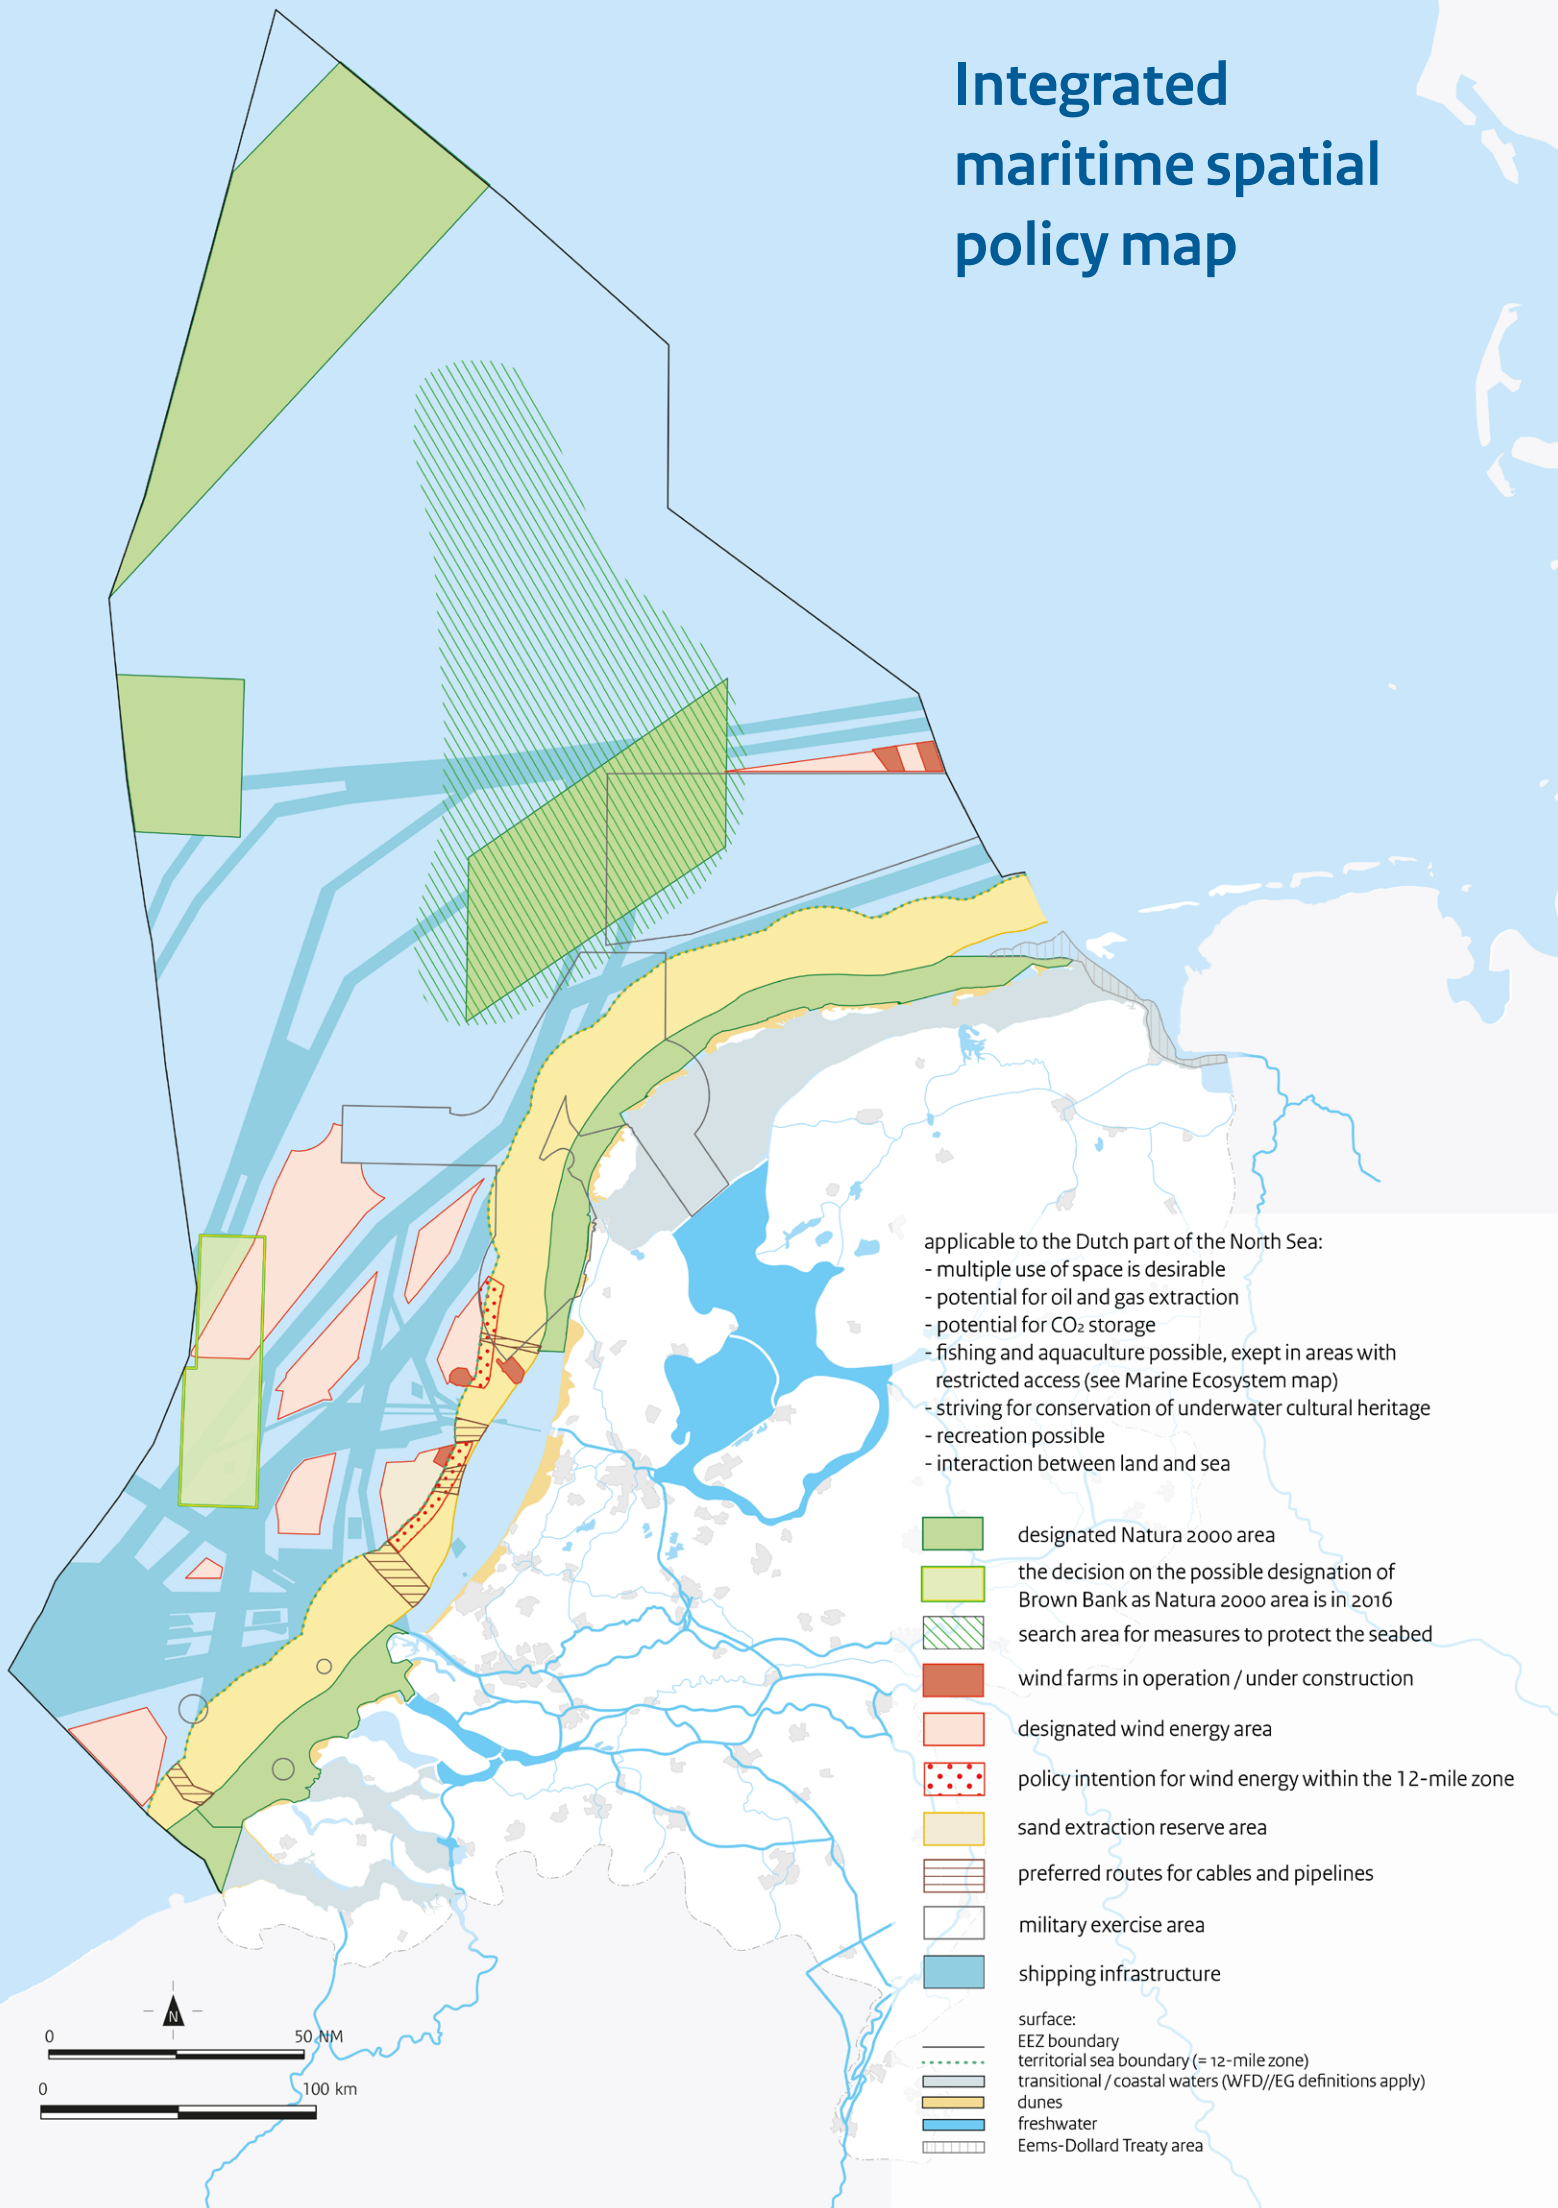 Integrated
maritime spatial
policy map
applicable to the Dutch part of the North Sea:
- multiple use of space is desirable
- potential for oil and gas extraction
- potential for CO₂ storage
- fishing and aquaculture possible, exept in areas with
restricted access (see Marine Ecosystem map)
- striving for conservation of underwater cultural heritage
- recreation possible
- interaction between land and sea
designated Natura 2000 area
the decision on the possible designation of
Brown Bank as Natura 2000 area is in 2016
search area for measures to protect the seabed
wind farms in operation / under construction
designated wind energy area
policy intention for wind energy within the 12-mile zone
sand extraction reserve area
preferred routes for cables and pipelines
military exercise area
shipping infrastructure
surface:
EEZ boundary
territorial sea boundary (= 12-mile zone)
transitional / coastal waters (WFD//EG definitions apply)
dunes
freshwater
Eems-Dollard Treaty area
N
0 50 NM
0 100 km